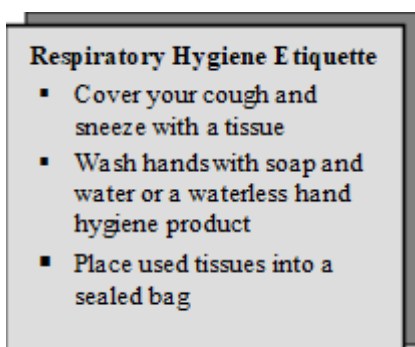 Respiratory Hygiene Etiquette
▪ Cover your cough and
sneeze with a tissue
▪ Wash hands with soap and
water or a waterless hand
hygiene product
▪ Place used tissues into a
sealed bag